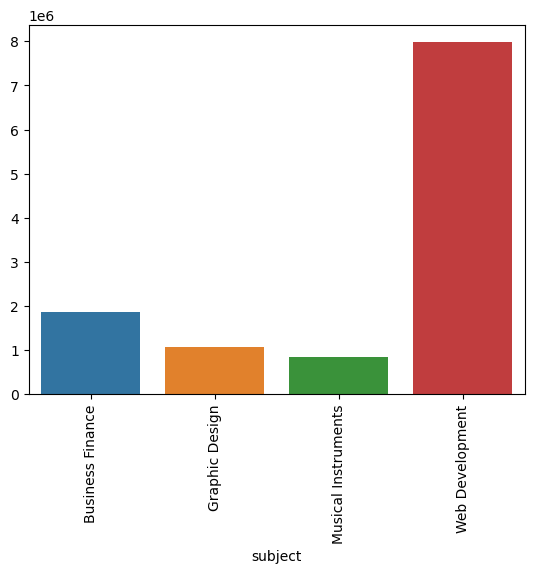 1e6
8
7
6
5
4
3
2
1
0
Business Finance
Graphic Design
Musical Instruments
Web Development
subject